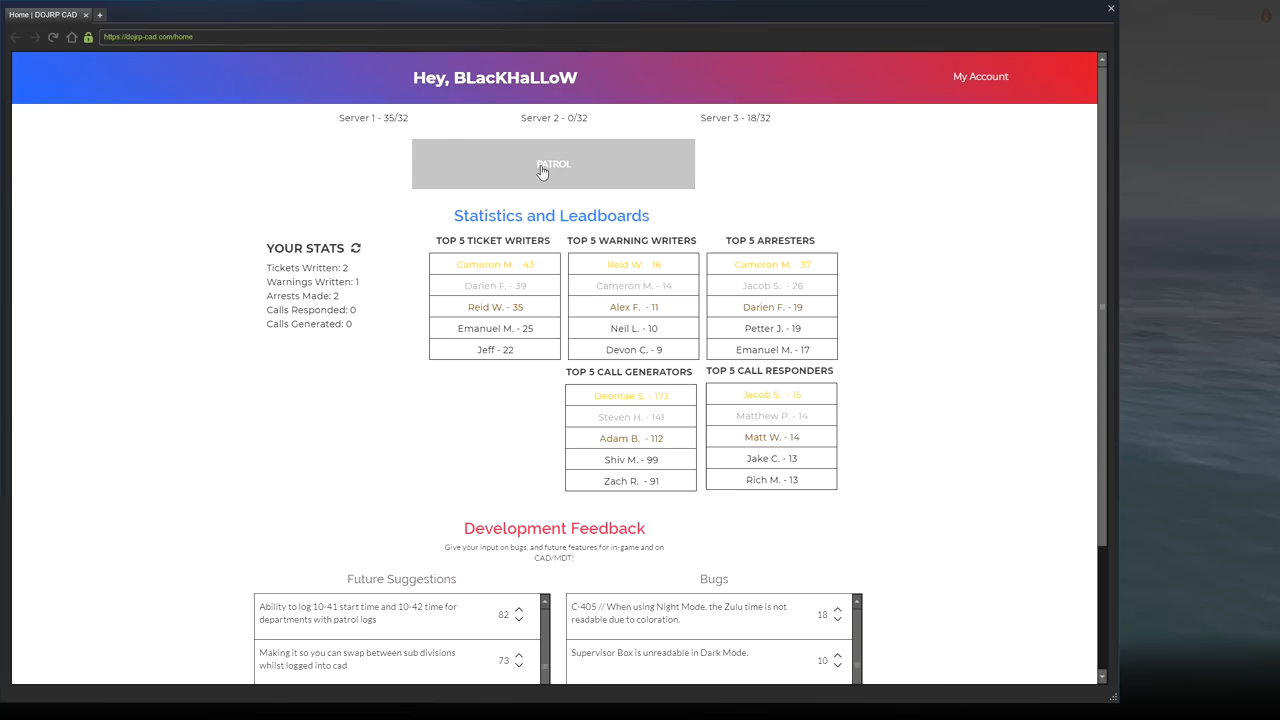 Home | DOJRP CAD
https://dojrp-cad.com/home
Hey, BLacKHaLLoW
My Account
Server 1 - 35/32
Server 2 - 0/32
Server 3 - 18/32
PATROL
Statistics and Leadboards
YOUR STATS
Tickets Written: 2
Warnings Written: 1
Arrests Made: 2
Calls Responded: 0
Calls Generated: 0
TOP 5 TICKET WRITERS
Cameron M. - 43
Darien F. - 39
Reid W. - 35
Emanuel M. - 25
Jeff - 22
TOP 5 WARNING WRITERS
Reid W. - 16
Cameron M. - 14
Alex F. - 11
Neil L. - 10
Devon C. - 9
TOP 5 ARRESTERS
Cameron M. - 37
Jacob S. - 26
Darien F. - 19
Petter J. - 19
Emanuel M. - 17
TOP 5 CALL GENERATORS
Deontae S. - 173
Steven H. - 141
Adam B. - 112
Shiv M. - 99
Zach R. - 91
TOP 5 CALL RESPONDERS
Jacob S. - 15
Matthew P. - 14
Matt W. - 14
Jake C. - 13
Rich M. - 13
Development Feedback
Give your input on bugs, and future features for in-game and on
CAD/MDT!
Future Suggestions
Ability to log 10-41 start time and 10-42 time for
departments with patrol logs
82
Making it so you can swap between sub divisions
whilst logged into cad
73
Bugs
C-405 // When using Night Mode, the Zulu time is not
readable due to coloration.
18
Supervisor Box is unreadable in Dark Mode.
10